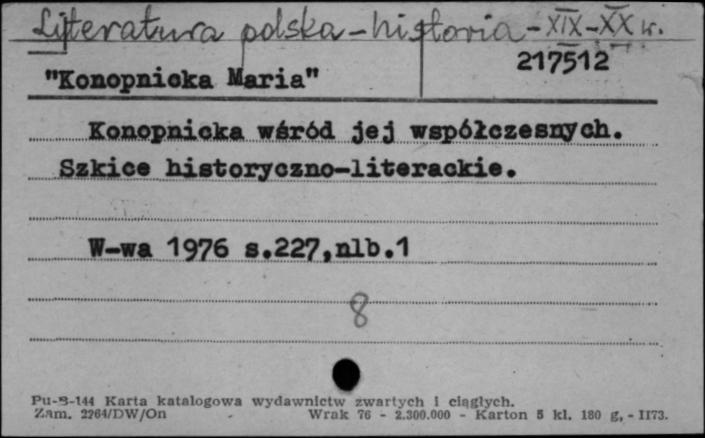 Literatura polska - historia - XIX - XX w.
217512
"Konopnicka Maria"
Konopnicka wśród jej współczesnych.
Szkice historyczno-literackie.
W-wa 1976 s.227,nlb.1
8
Pu-B-144 Karta katalogowa wydawnictw zwartych i ciągłych.
Zam. 2264/DW/On - Wrak 76 - 2.300.000 - Karton 5 kl. 180 g, - II73.